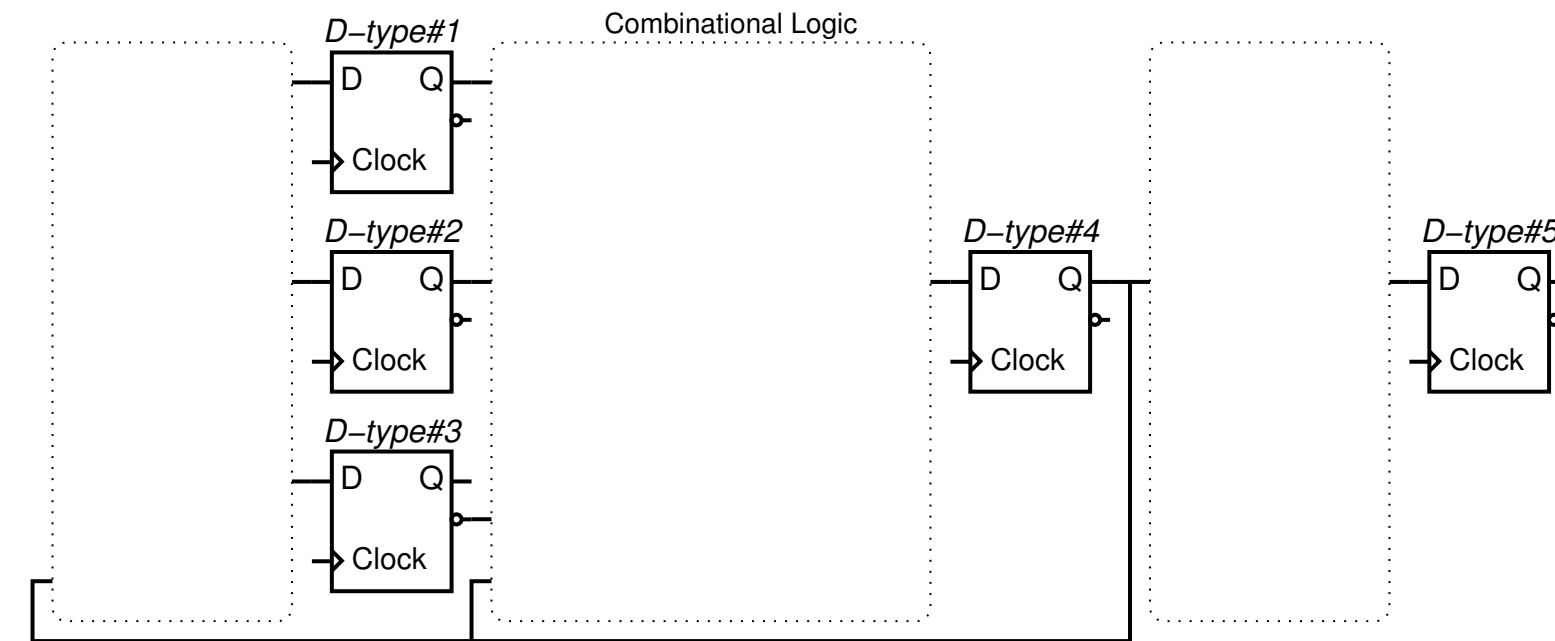 Combinational Logic
D–type#1
D Q
Clock
D–type#2
D Q
Clock
D–type#3
D Q
Clock
D–type#4
D Q
Clock
D–type#5
D Q
Clock